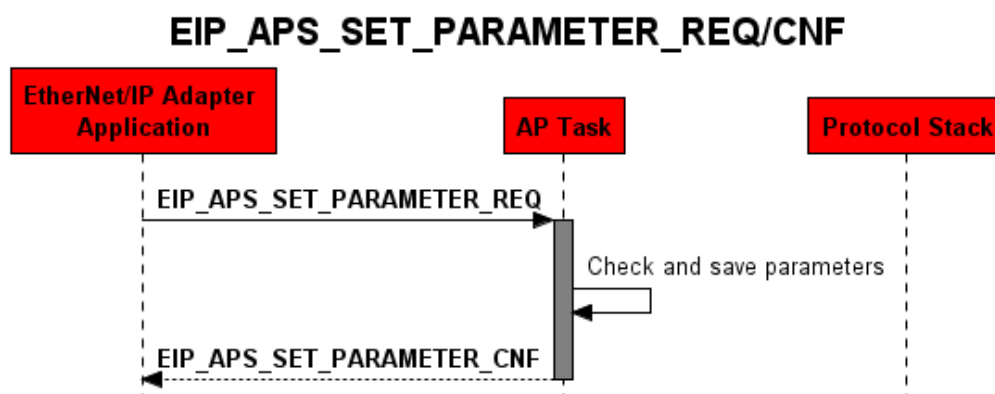 EIP_APS_SET_PARAMETER_REQ/CNF
EtherNet/IP Adapter
Application
AP Task
Protocol Stack
EIP_APS_SET_PARAMETER_REQ
Check and save parameters
EIP_APS_SET_PARAMETER_CNF